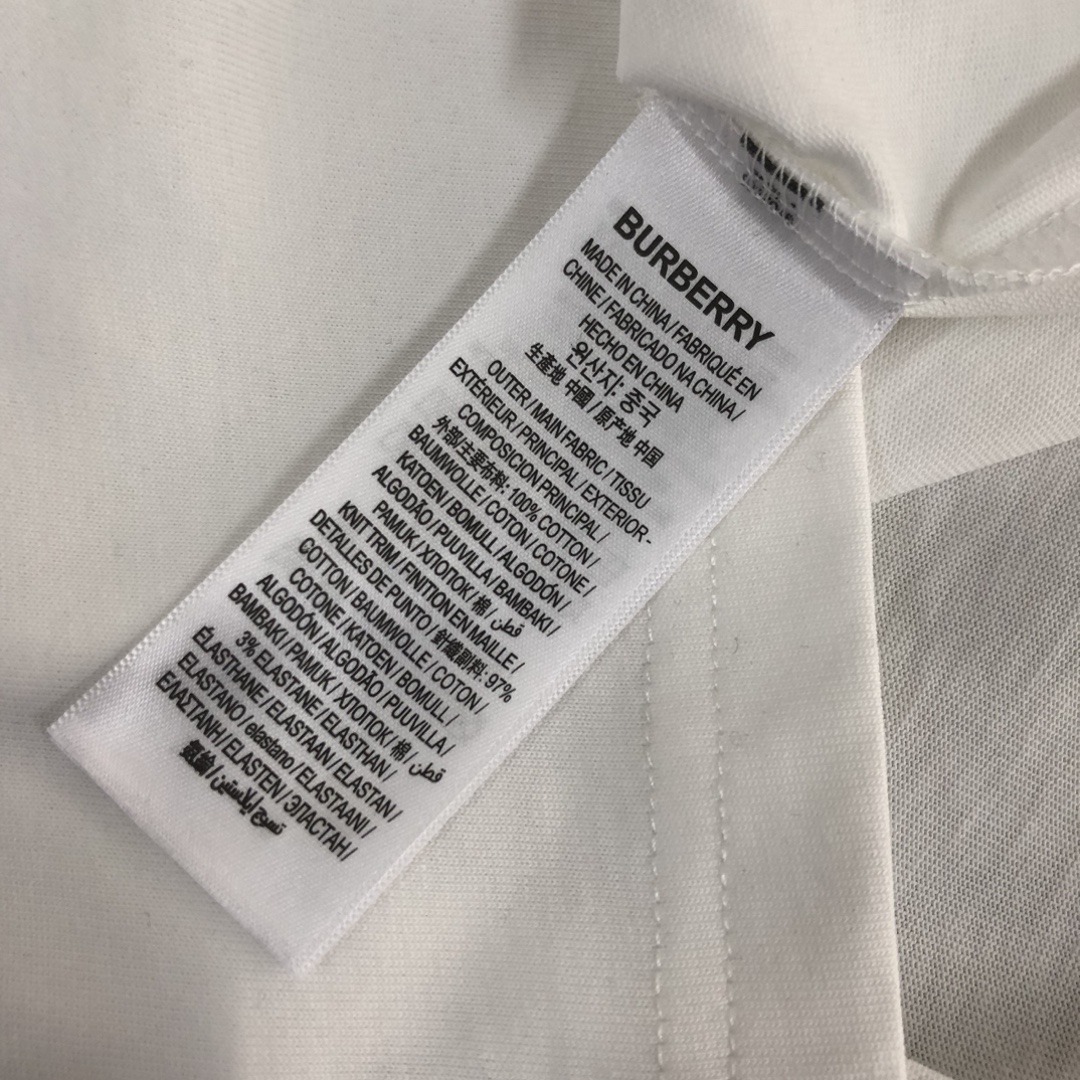 BURBERRY
MADE IN CHINA / FABRIQUÉ EN
CHINE / FABRICADO NA CHINA /
HECHO EN CHINA
원산지: 중국
生產地 中國 / 原产地 中国
OUTER / MAIN FABRIC / TISSU
EXTÉRIEUR / PRINCIPAL / EXTERIOR-
COMPOSICION PRINCIPAL /
外部/主要布料: 100% COTTON /
BAUMWOLLE / COTON / COTONE /
KATOEN / BOMULL / ALGODÓN /
ALGODÃO / PUUVILLA / BAMBAKI /
PAMUK / ХЛОПОК / 棉 / قطن
KNIT TRIM / FINITION EN MAILLE /
DETALLES DE PUNTO / 針織副料: 97%
COTTON / BAUMWOLLE / COTON /
COTONE / KATOEN / BOMULL /
ALGODÓN / ALGODÃO / PUUVILLA /
BAMBAKI / PAMUK / ХЛОПОК / 棉 / قطن
3% ELASTANE / ELASTHAN /
ÉLASTHANE / ELASTAAN / ELASTAN /
ELASTANO / elastano / ELASTAANI /
ΕΛΑΣΤΑΝΗ / ELASTEN / ЭЛАСТАН /
氨綸 / نسيج إيلاستين